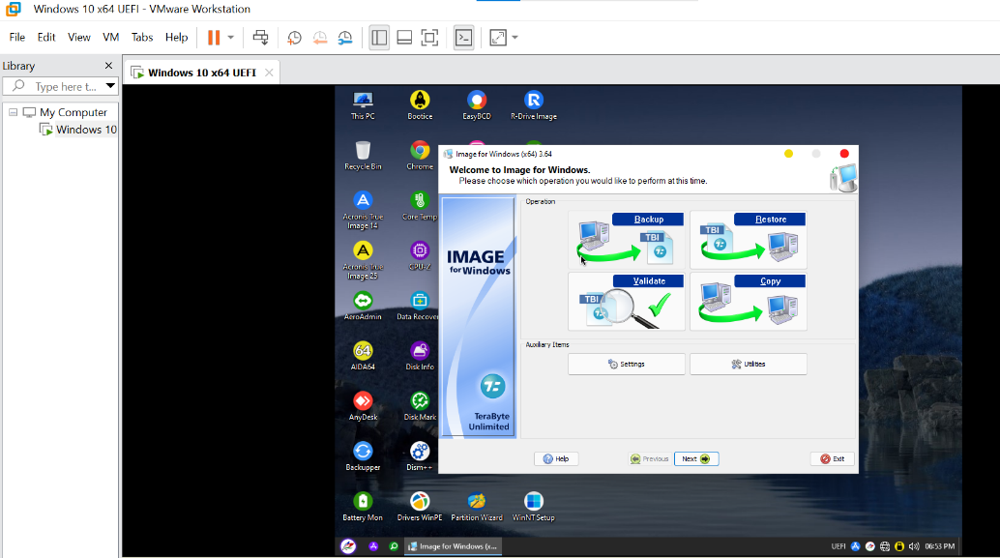 Windows 10 x64 UEFI - VMware Workstation
File Edit View VM Tabs Help
Library
Type here t...
My Computer
Windows 10
Windows 10 x64 UEFI
This PC
Bootice
EasyBCD
R-Drive Image
Recycle Bin
Chrome
Acronis True
Image 14
Core Temp
Acronis True
Image 25
CPU-Z
AeroAdmin
Data Recover
64
AIDA64
Disk Info
AnyDesk
Disk Mark
Backupper
Dism++
Battery Mon
Drivers WinPE
Partition Wizard
WinNTSetup
Image for Windows (x64) 3.64
Welcome to Image for Windows.
Please choose which operation you would like to perform at this time.
IMAGE
for Windows
TeraByte
Unlimited
Operation
Backup
TBI
Restore
TBI
Validate
TBI
Copy
Auxiliary Items
Settings
Utilities
Help
Previous
Next
Exit
Image for Windows (x...
UEFI
06:53 PM